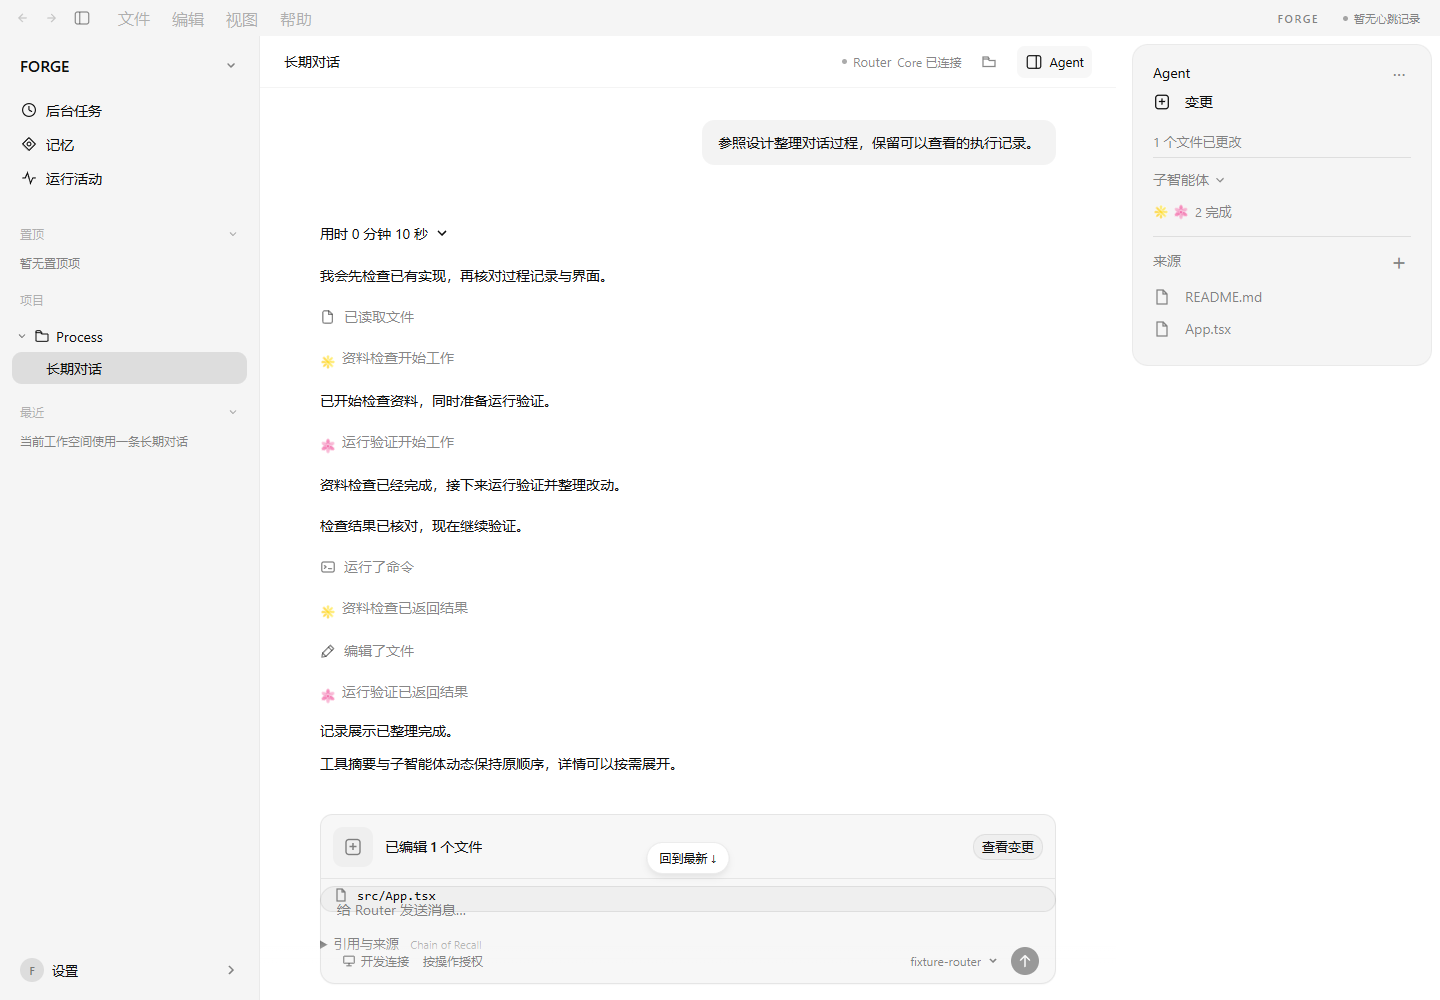 文件 编辑 视图 帮助
FORGE 暂无心跳记录
FORGE
后台任务
记忆
运行活动
置顶
暂无置顶项
项目
Process
长期对话
最近
当前工作空间使用一条长期对话
F 设置
长期对话
Router Core 已连接
Agent
参照设计整理对话过程，保留可以查看的执行记录。
用时 0 分钟 10 秒
我会先检查已有实现，再核对过程记录与界面。
已读取文件
资料检查开始工作
已开始检查资料，同时准备运行验证。
运行验证开始工作
资料检查已经完成，接下来运行验证并整理改动。
检查结果已核对，现在继续验证。
运行了命令
资料检查已返回结果
编辑了文件
运行验证已返回结果
记录展示已整理完成。
工具摘要与子智能体动态保持原顺序，详情可以按需展开。
已编辑 1 个文件
回到最新 ↓
查看变更
src/App.tsx
给 Router 发送消息...
引用与来源 Chain of Recall
开发连接 按操作授权
fixture-router
Agent
变更
1 个文件已更改
子智能体
2 完成
来源
README.md
App.tsx